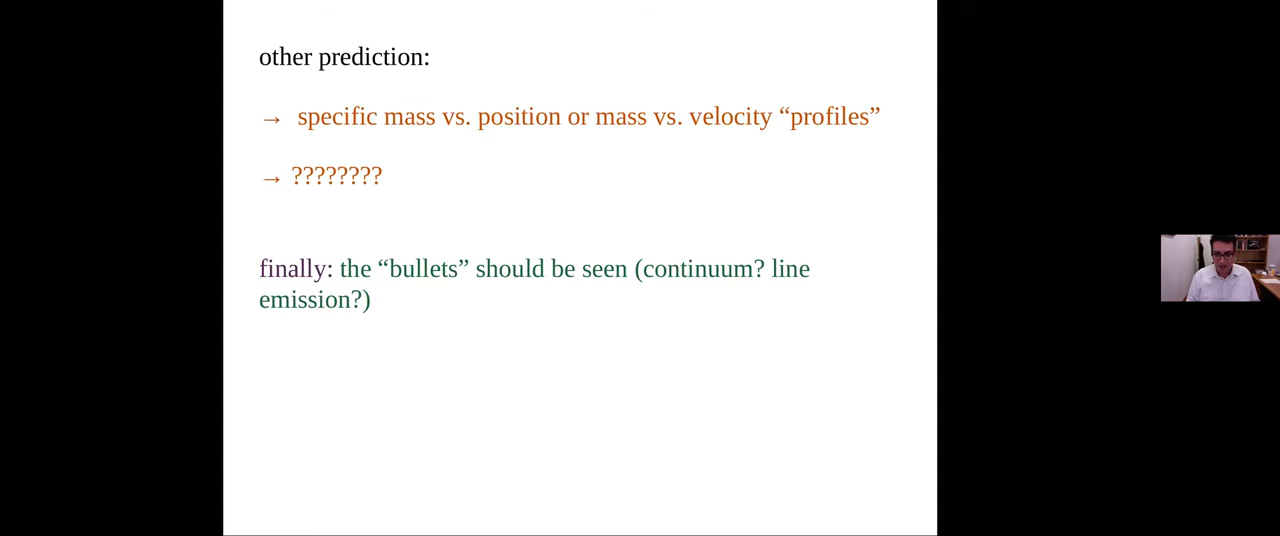 other prediction:
→ specific mass vs. position or mass vs. velocity “profiles”
→ ????????
finally: the “bullets” should be seen (continuum? line
emission?)